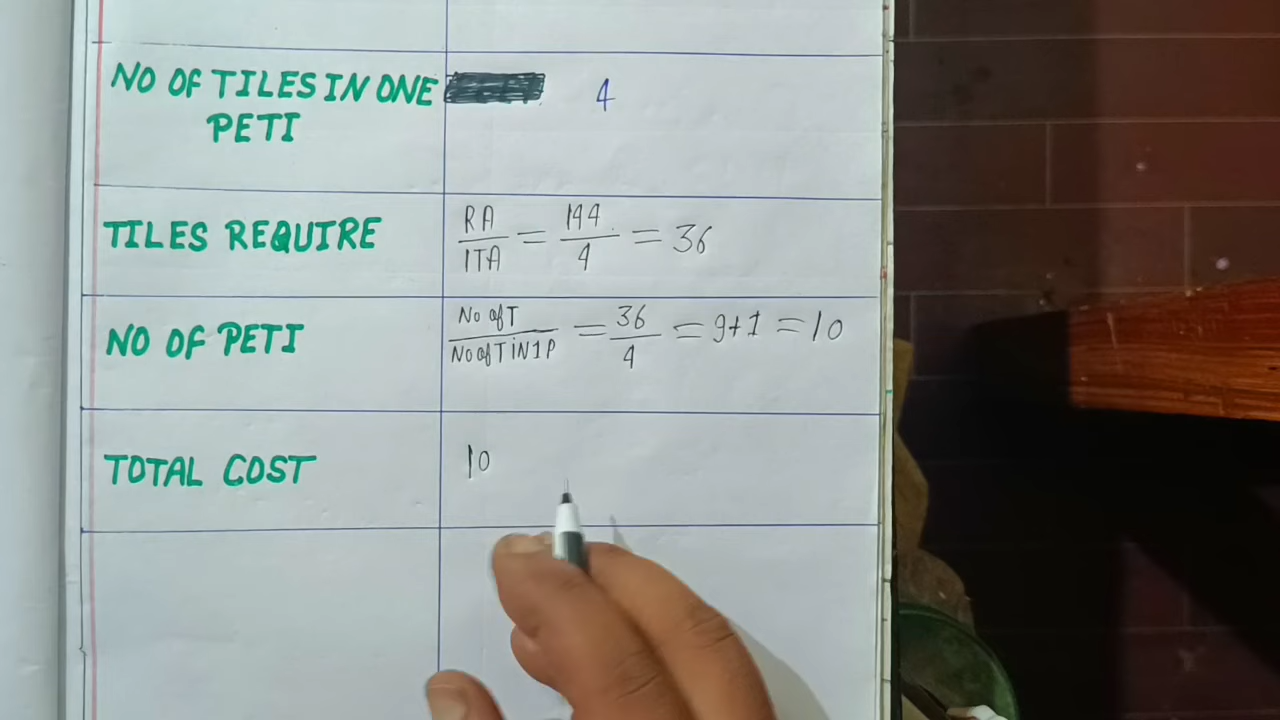 NO OF TILES IN ONE
PETI
4
TILES REQUIRE
RA
1TA
= 144
4
= 36
NO OF PETI
No of T
No of T iN 1 P
= 36
4
= 9+1 = 10
TOTAL COST
10